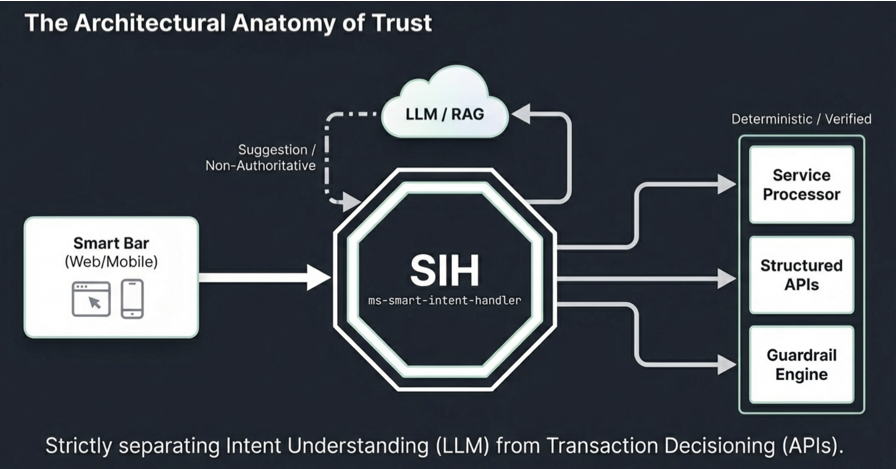 The Architectural Anatomy of Trust
LLM / RAG
Suggestion /
Non-Authoritative
Smart Bar
(Web/Mobile)
SIH
ms-smart-intent-handler
Deterministic / Verified
Service
Processor
Structured
APIs
Guardrail
Engine
Strictly separating Intent Understanding (LLM) from Transaction Decisioning (APIs).